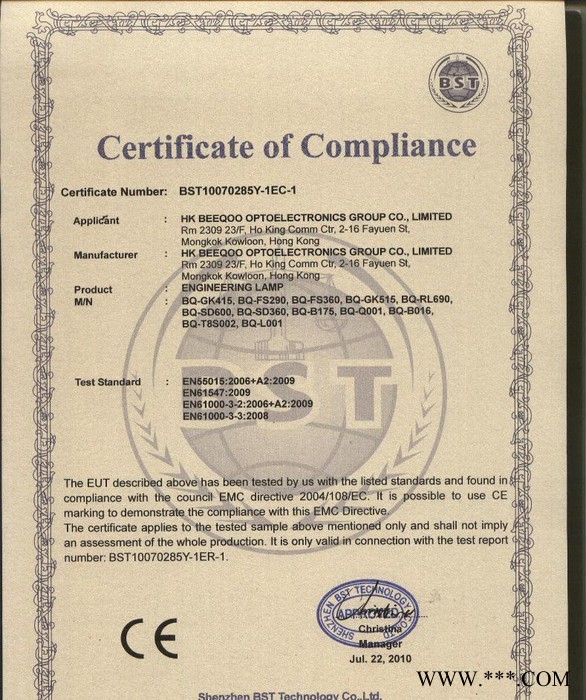 BST
Certificate of Compliance
Certificate Number: BST10070285Y-1EC-1
Applicant : HK BEEQOO OPTOELECTRONICS GROUP CO., LIMITED
Rm 2309 23/F, Ho King Comm Ctr, 2-16 Fayuen St,
Mongkok Kowloon, Hong Kong
Manufacturer : HK BEEQOO OPTOELECTRONICS GROUP CO., LIMITED
Rm 2309 23/F, Ho King Comm Ctr, 2-16 Fayuen St,
Mongkok Kowloon, Hong Kong
Product : ENGINEERING LAMP
M/N : BQ-GK415, BQ-FS290, BQ-FS360, BQ-GK515, BQ-RL690,
BQ-SD600, BQ-SD360, BQ-B175, BQ-Q001, BQ-B016,
BQ-T8S002, BQ-L001
BST
Test Standard : EN55015:2006+A2:2009
EN61547:2009
EN61000-3-2:2006+A2:2009
EN61000-3-3:2008
The EUT described above has been tested by us with the listed standards and found in
compliance with the council EMC directive 2004/108/EC. It is possible to use CE
marking to demonstrate the compliance with this EMC Directive.
The certificate applies to the tested sample above mentioned only and shall not imply
an assessment of the whole production. It is only valid in connection with the test report
number: BST10070285Y-1ER-1.
CE
SHENZHEN BST TECHNOLOGY CO.,LTD
APPROVED
Christina
Manager
Jul. 22, 2010
WWW.***.COM
Shenzhen BST Technology Co.,Ltd.